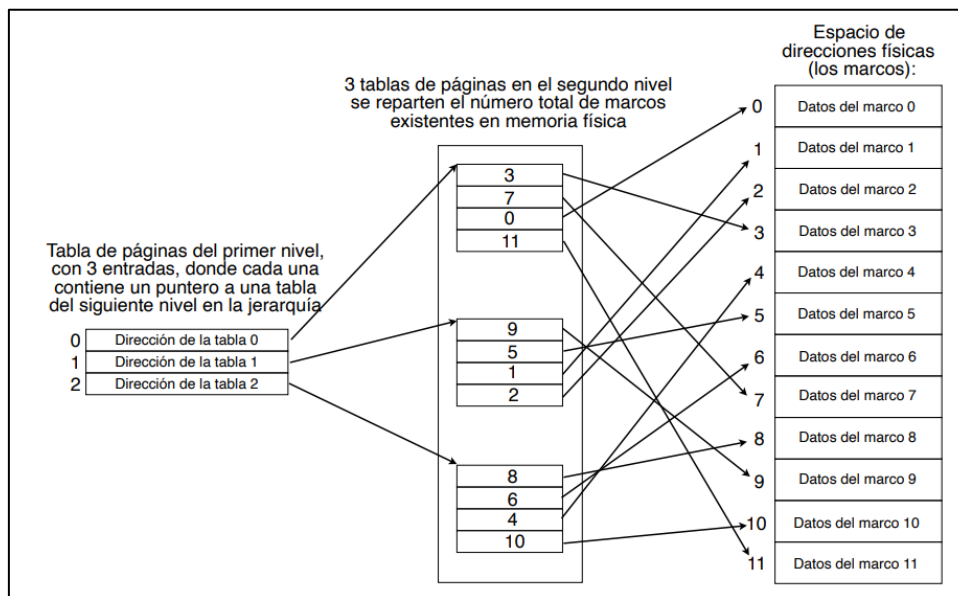 Espacio de
direcciones físicas
(los marcos):
3 tablas de páginas en el segundo nivel
se reparten el número total de marcos
existentes en memoria física
Tabla de páginas del primer nivel,
con 3 entradas, donde cada una
contiene un puntero a una tabla
del siguiente nivel en la jerarquía
0 Dirección de la tabla 0
1 Dirección de la tabla 1
2 Dirección de la tabla 2
3
7
0
11
9
5
1
2
8
6
4
10
0 Datos del marco 0
1 Datos del marco 1
2 Datos del marco 2
3 Datos del marco 3
4 Datos del marco 4
5 Datos del marco 5
6 Datos del marco 6
7 Datos del marco 7
8 Datos del marco 8
9 Datos del marco 9
10 Datos del marco 10
11 Datos del marco 11